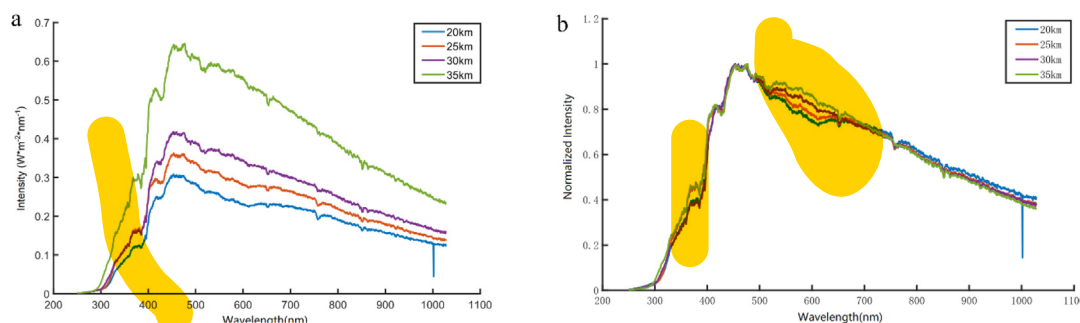 a
0.7
0.6
0.5
0.4
0.3
0.2
0.1
0
Intensity (W*m⁻²*nm⁻¹)
200 300 400 500 600 700 800 900 1000 1100
Wavelength(nm)
20km
25km
30km
35km
b
1.2
1
0.8
0.6
0.4
0.2
0
Normalized Intensity
200 300 400 500 600 700 800 900 1000 1100
Wavelength(nm)
20km
25km
30km
35km